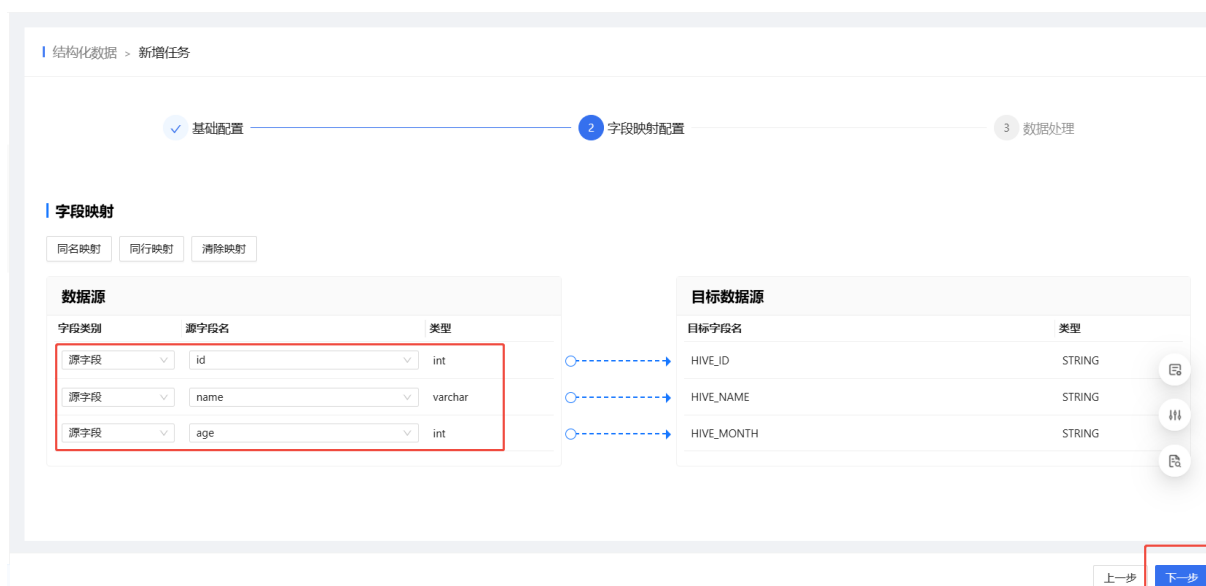 结构化数据 > 新增任务
基础配置 2 字段映射配置 3 数据处理
字段映射
同名映射 同行映射 清除映射
数据源 目标数据源
字段类别 源字段名 类型 目标字段名 类型
源字段 id int HIVE_ID STRING
源字段 name varchar HIVE_NAME STRING
源字段 age int HIVE_MONTH STRING
上一步 下一步